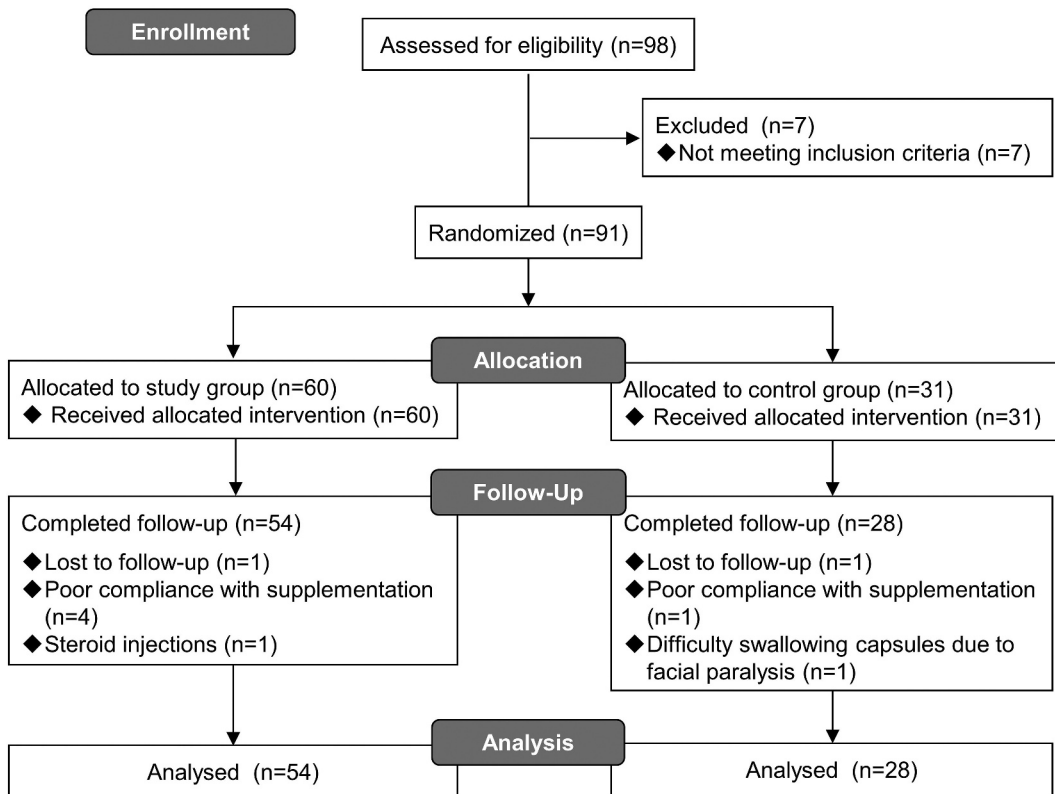 Enrollment
Assessed for eligibility (n=98)
Excluded (n=7)
◆Not meeting inclusion criteria (n=7)
Randomized (n=91)
Allocation
Allocated to study group (n=60)
◆ Received allocated intervention (n=60)
Allocated to control group (n=31)
◆ Received allocated intervention (n=31)
Follow-Up
Completed follow-up (n=54)
◆Lost to follow-up (n=1)
◆Poor compliance with supplementation
(n=4)
◆Steroid injections (n=1)
Completed follow-up (n=28)
◆Lost to follow-up (n=1)
◆Poor compliance with supplementation
(n=1)
◆Difficulty swallowing capsules due to
facial paralysis (n=1)
Analysis
Analysed (n=54)
Analysed (n=28)